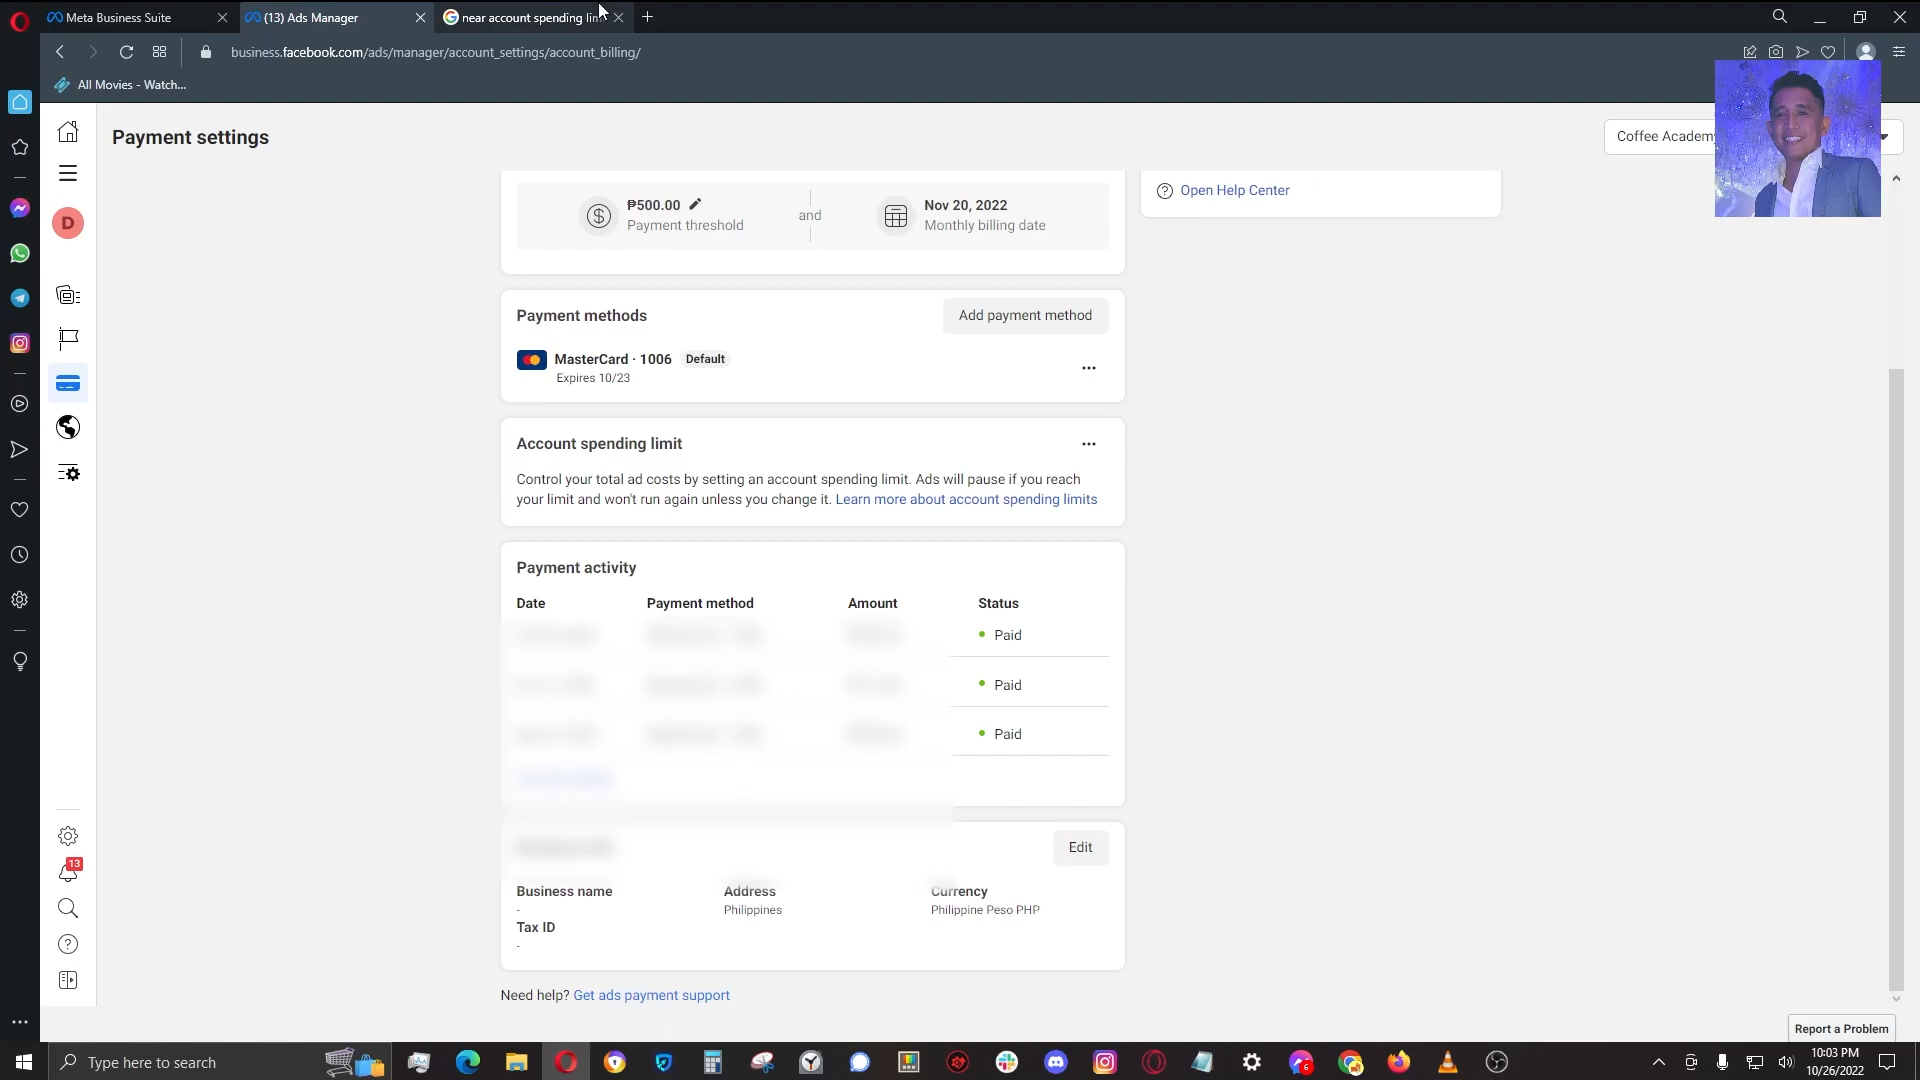 Meta Business Suite
(13) Ads Manager
near account spending lim
business.facebook.com/ads/manager/account_settings/account_billing/
All Movies - Watch...
Payment settings
Coffee Academy
D
₱500.00
Payment threshold
and
Nov 20, 2022
Monthly billing date
Open Help Center
Payment methods
Add payment method
MasterCard · 1006 Default
Expires 10/23
...
Account spending limit
...
Control your total ad costs by setting an account spending limit. Ads will pause if you reach
your limit and won't run again unless you change it. Learn more about account spending limits
Payment activity
Date Payment method Amount Status
Paid
Paid
Paid
Edit
Business name Address Currency
- Philippines Philippine Peso PHP
Tax ID
-
13
Need help? Get ads payment support
Report a Problem
Type here to search
6
10:03 PM
10/26/2022